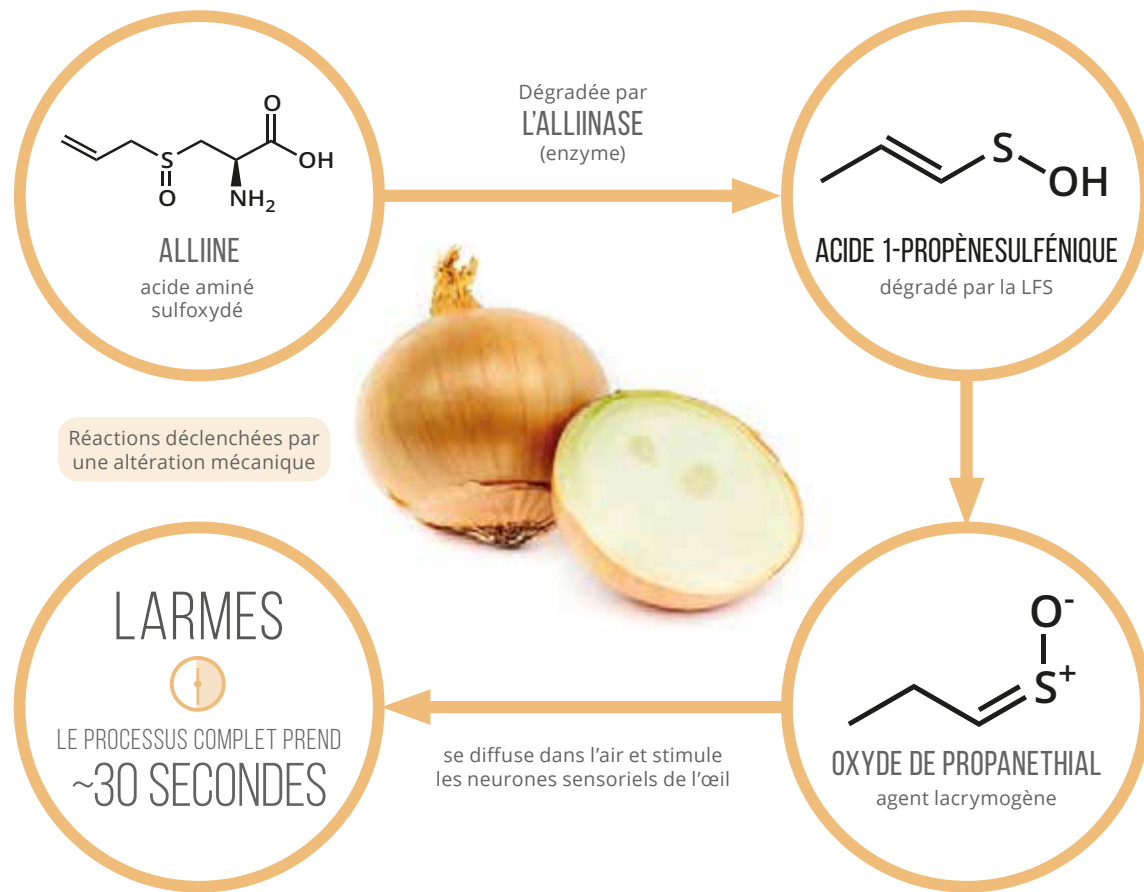 O
S
OH
O
NH₂
ALLIINE
acide aminé
sulfoxydé
Dégradée par
L'ALLIINASE
(enzyme)
S
OH
ACIDE 1-PROPÈNESULFÉNIQUE
dégradé par la LFS
Réactions déclenchées par
une altération mécanique
O-
S+
OXYDE DE PROPANETHIAL
agent lacrymogène
se diffuse dans l'air et stimule
les neurones sensoriels de l'œil
LARMES
LE PROCESSUS COMPLET PREND
~30 SECONDES